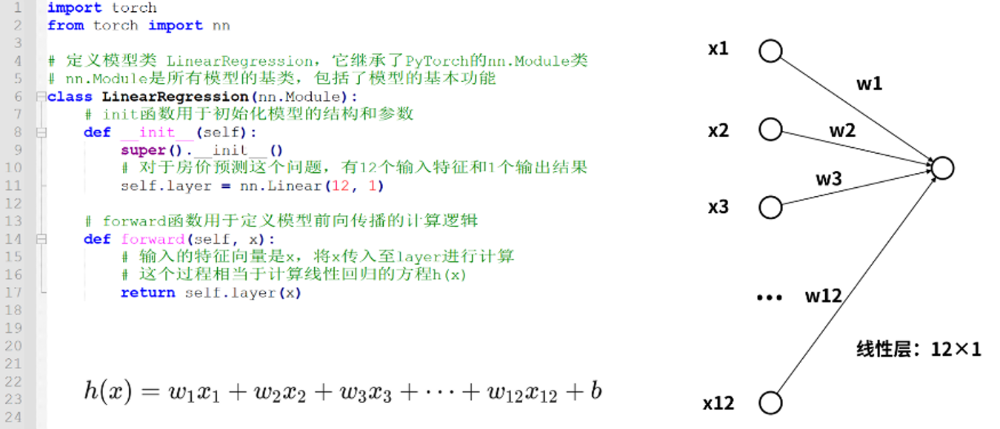 1 import torch
2 from torch import nn
3
4 # 定义模型类 LinearRegression，它继承了PyTorch的nn.Module类
5 # nn.Module是所有模型的基类，包括了模型的基本功能
6 class LinearRegression(nn.Module):
7 # init函数用于初始化模型的结构和参数
8 def __init__(self):
9 super().__init__()
10 # 对于房价预测这个问题，有12个输入特征和1个输出结果
11 self.layer = nn.Linear(12, 1)
12
13 # forward函数用于定义模型前向传播的计算逻辑
14 def forward(self, x):
15 # 输入的特征向量是x，将x传入至layer进行计算
16 # 这个过程相当于计算线性回归的方程h(x)
17 return self.layer(x)
18
19
20
21
22
23
24
h(x) = w₁x₁ + w₂x₂ + w₃x₃ + ⋯ + w₁₂x₁₂ + b
x1
w1
x2
w2
w3
x3
••• w12
线性层：12×1
x12